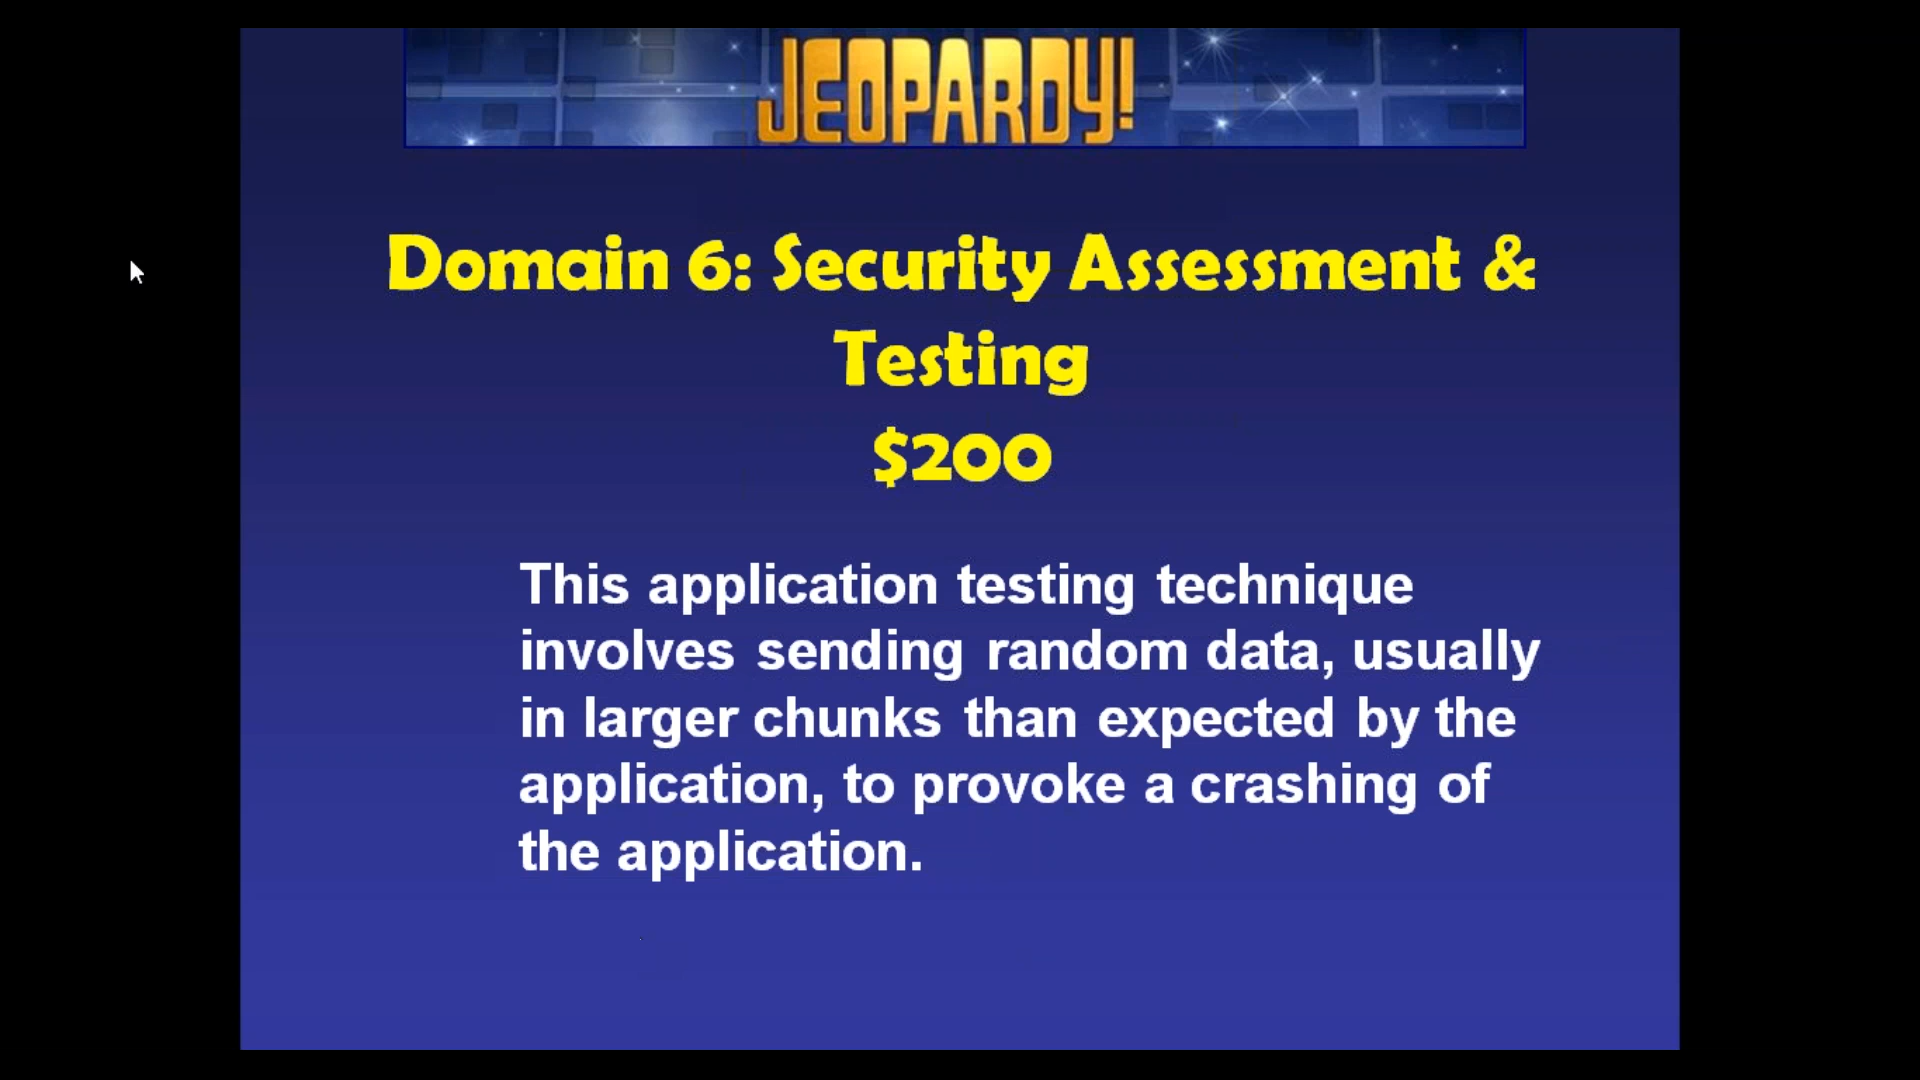 JEOPARDY!
Domain 6: Security Assessment &
Testing
$200
This application testing technique
involves sending random data, usually
in larger chunks than expected by the
application, to provoke a crashing of
the application.